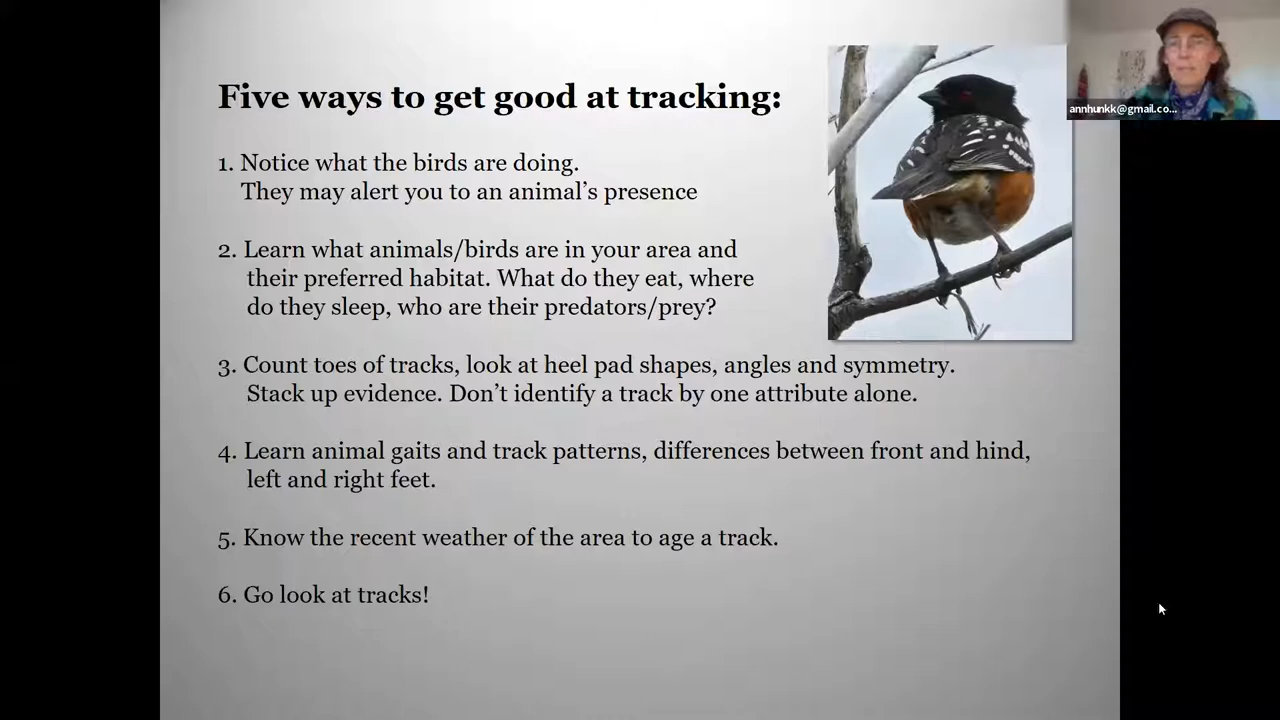 Five ways to get good at tracking:
annhunkk@gmail.co...
1. Notice what the birds are doing.
They may alert you to an animal's presence
2. Learn what animals/birds are in your area and
their preferred habitat. What do they eat, where
do they sleep, who are their predators/prey?
3. Count toes of tracks, look at heel pad shapes, angles and symmetry.
Stack up evidence. Don't identify a track by one attribute alone.
4. Learn animal gaits and track patterns, differences between front and hind,
left and right feet.
5. Know the recent weather of the area to age a track.
6. Go look at tracks!